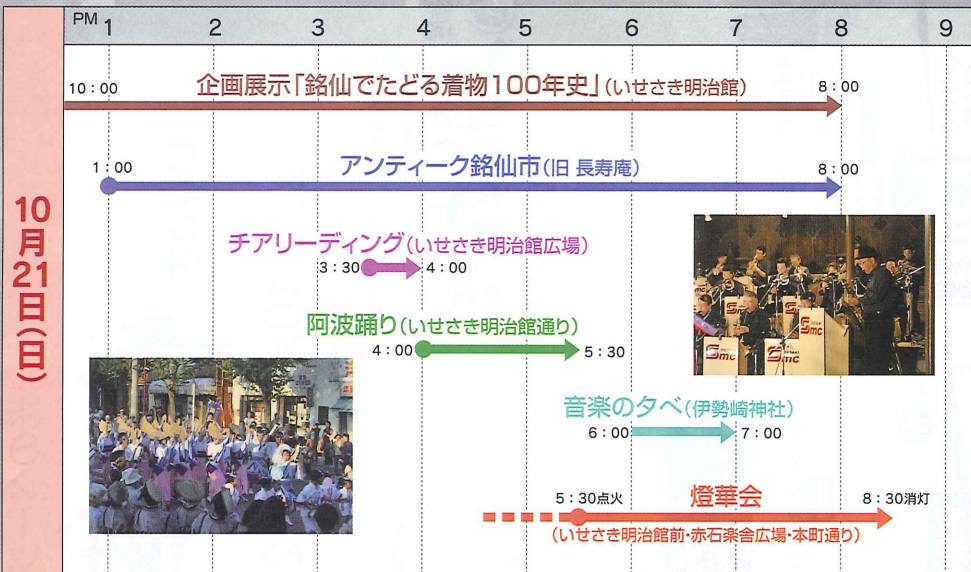 PM 1 2 3 4 5 6 7 8 9
10月21日(日)
企画展示「銘仙でたどる着物100年史」(いせさき明治館)
10:00 8:00
アンティーク銘仙市(旧 長寿庵)
1:00 8:00
チアリーディング(いせさき明治館広場)
3:30 4:00
阿波踊り(いせさき明治館通り)
4:00 5:30
音楽の夕べ(伊勢崎神社)
6:00 7:00
燈華会
5:30点火 8:30消灯
(いせさき明治館前・赤石楽舎広場・本町通り)
Smc
Smc
Smc
Smc
Smc